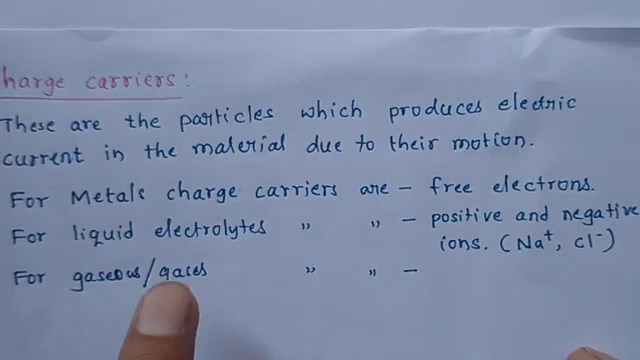 harge carriers:
These are the particles which produces electric
current in the material due to their motion.
For Metals charge carriers are - free electrons.
For liquid electrolytes " " - positive and negative
ions. (Na⁺, Cl⁻)
For gaseous/gases " " -